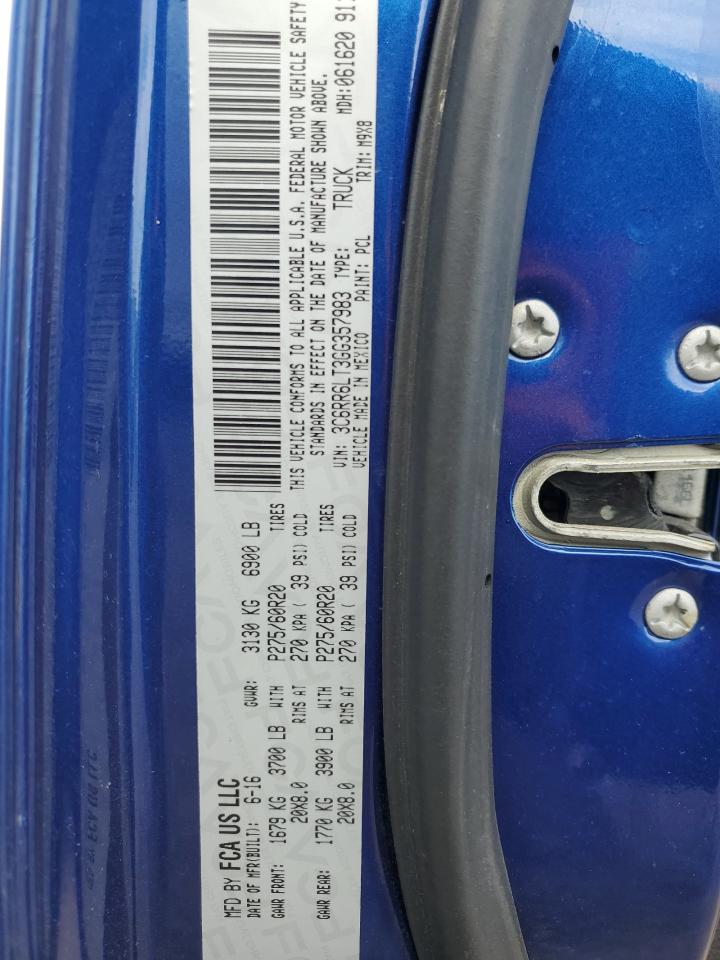 MFD BY FCA US LLC
DATE OF MFR(BUILT): 6-16 GVWR: 3130 KG 6900 LB
GAWR FRONT: 1679 KG 3700 LB WITH P275/60R20 TIRES
20X8.0 RIMS AT 270 KPA ( 39 PSI) COLD
GAWR REAR: 1770 KG 3900 LB WITH P275/60R20 TIRES
20X8.0 RIMS AT 270 KPA ( 39 PSI) COLD
THIS VEHICLE CONFORMS TO ALL APPLICABLE U.S.A. FEDERAL MOTOR VEHICLE SAFETY
STANDARDS IN EFFECT ON THE DATE OF MANUFACTURE SHOWN ABOVE.
VIN: 3C6RR6LT3GG357983 TYPE: TRUCK MDH:061620 911
VEHICLE MADE IN MEXICO PAINT: PCL TRIM: M9X8